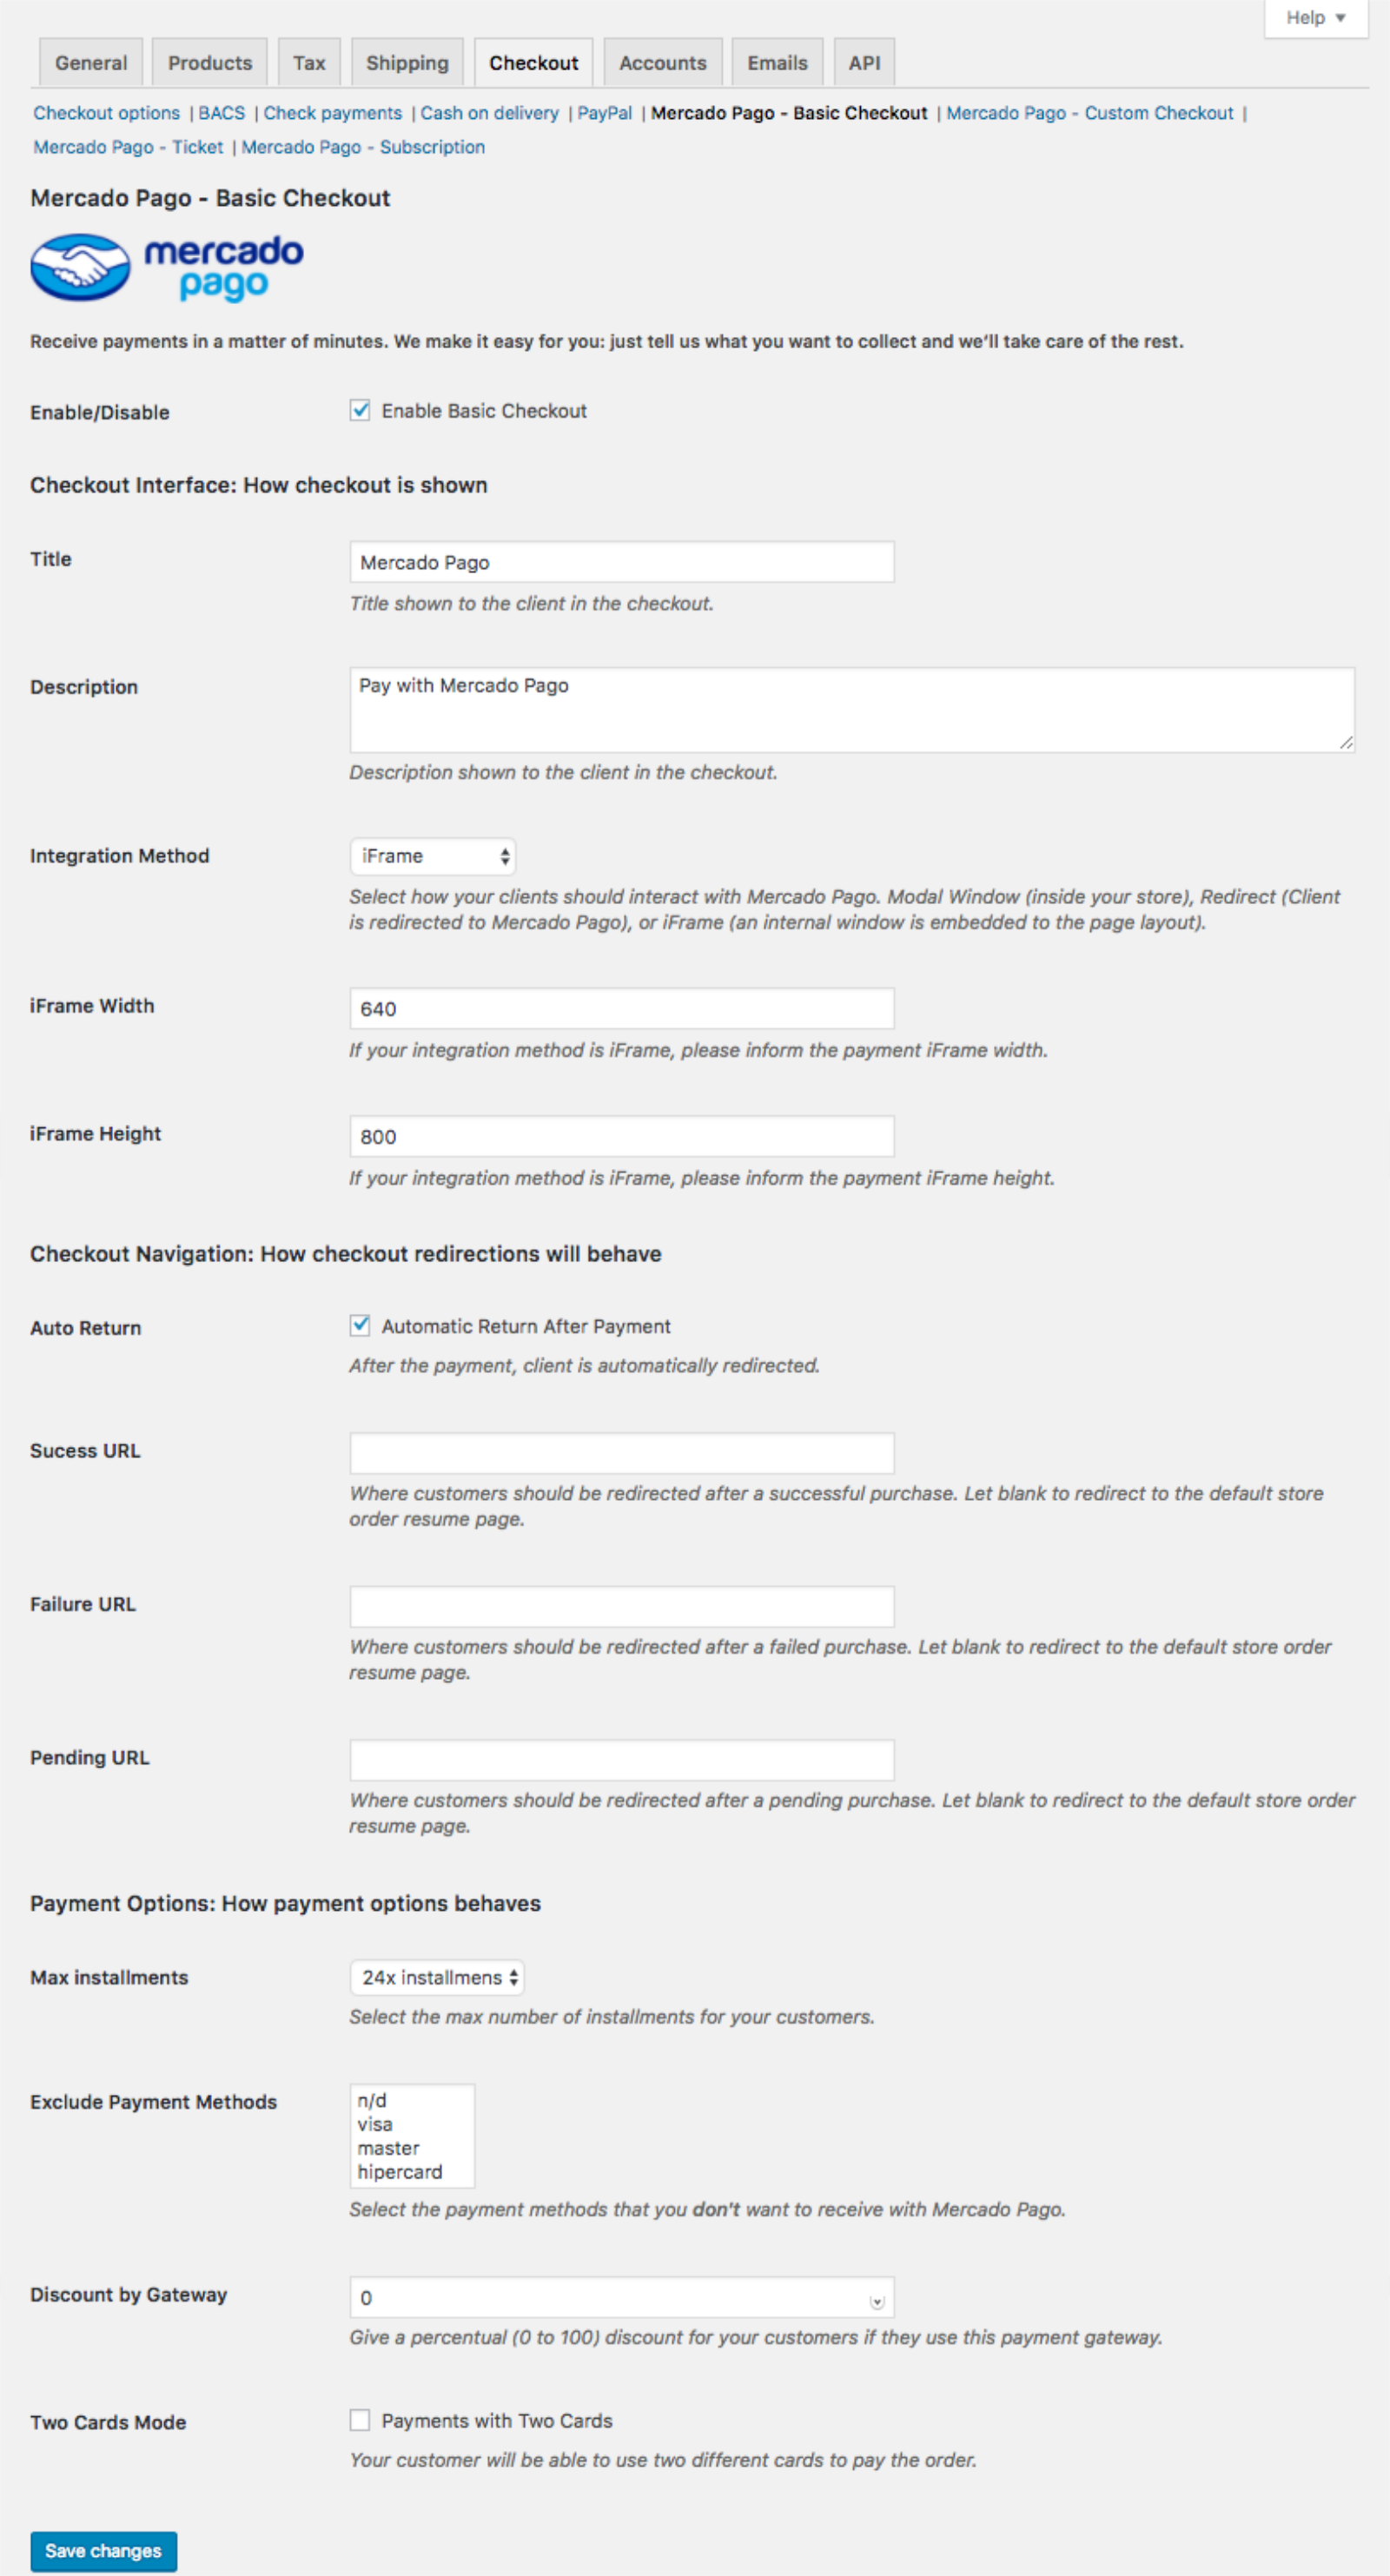 Help ▼
General Products Tax Shipping Checkout Accounts Emails API
Checkout options | BACS | Check payments | Cash on delivery | PayPal | Mercado Pago - Basic Checkout | Mercado Pago - Custom Checkout |
Mercado Pago - Ticket | Mercado Pago - Subscription
Mercado Pago - Basic Checkout
mercado
pago
Receive payments in a matter of minutes. We make it easy for you: just tell us what you want to collect and we'll take care of the rest.
Enable/Disable Enable Basic Checkout
Checkout Interface: How checkout is shown
Title Mercado Pago
Title shown to the client in the checkout.
Description Pay with Mercado Pago
Description shown to the client in the checkout.
Integration Method iFrame
Select how your clients should interact with Mercado Pago. Modal Window (inside your store), Redirect (Client
is redirected to Mercado Pago), or iFrame (an internal window is embedded to the page layout).
iFrame Width 640
If your integration method is iFrame, please inform the payment iFrame width.
iFrame Height 800
If your integration method is iFrame, please inform the payment iFrame height.
Checkout Navigation: How checkout redirections will behave
Auto Return Automatic Return After Payment
After the payment, client is automatically redirected.
Sucess URL
Where customers should be redirected after a successful purchase. Let blank to redirect to the default store
order resume page.
Failure URL
Where customers should be redirected after a failed purchase. Let blank to redirect to the default store order
resume page.
Pending URL
Where customers should be redirected after a pending purchase. Let blank to redirect to the default store order
resume page.
Payment Options: How payment options behaves
Max installments 24x installmens
Select the max number of installments for your customers.
Exclude Payment Methods n/d
visa
master
hipercard
Select the payment methods that you don't want to receive with Mercado Pago.
Discount by Gateway 0
Give a percentual (0 to 100) discount for your customers if they use this payment gateway.
Two Cards Mode Payments with Two Cards
Your customer will be able to use two different cards to pay the order.
Save changes